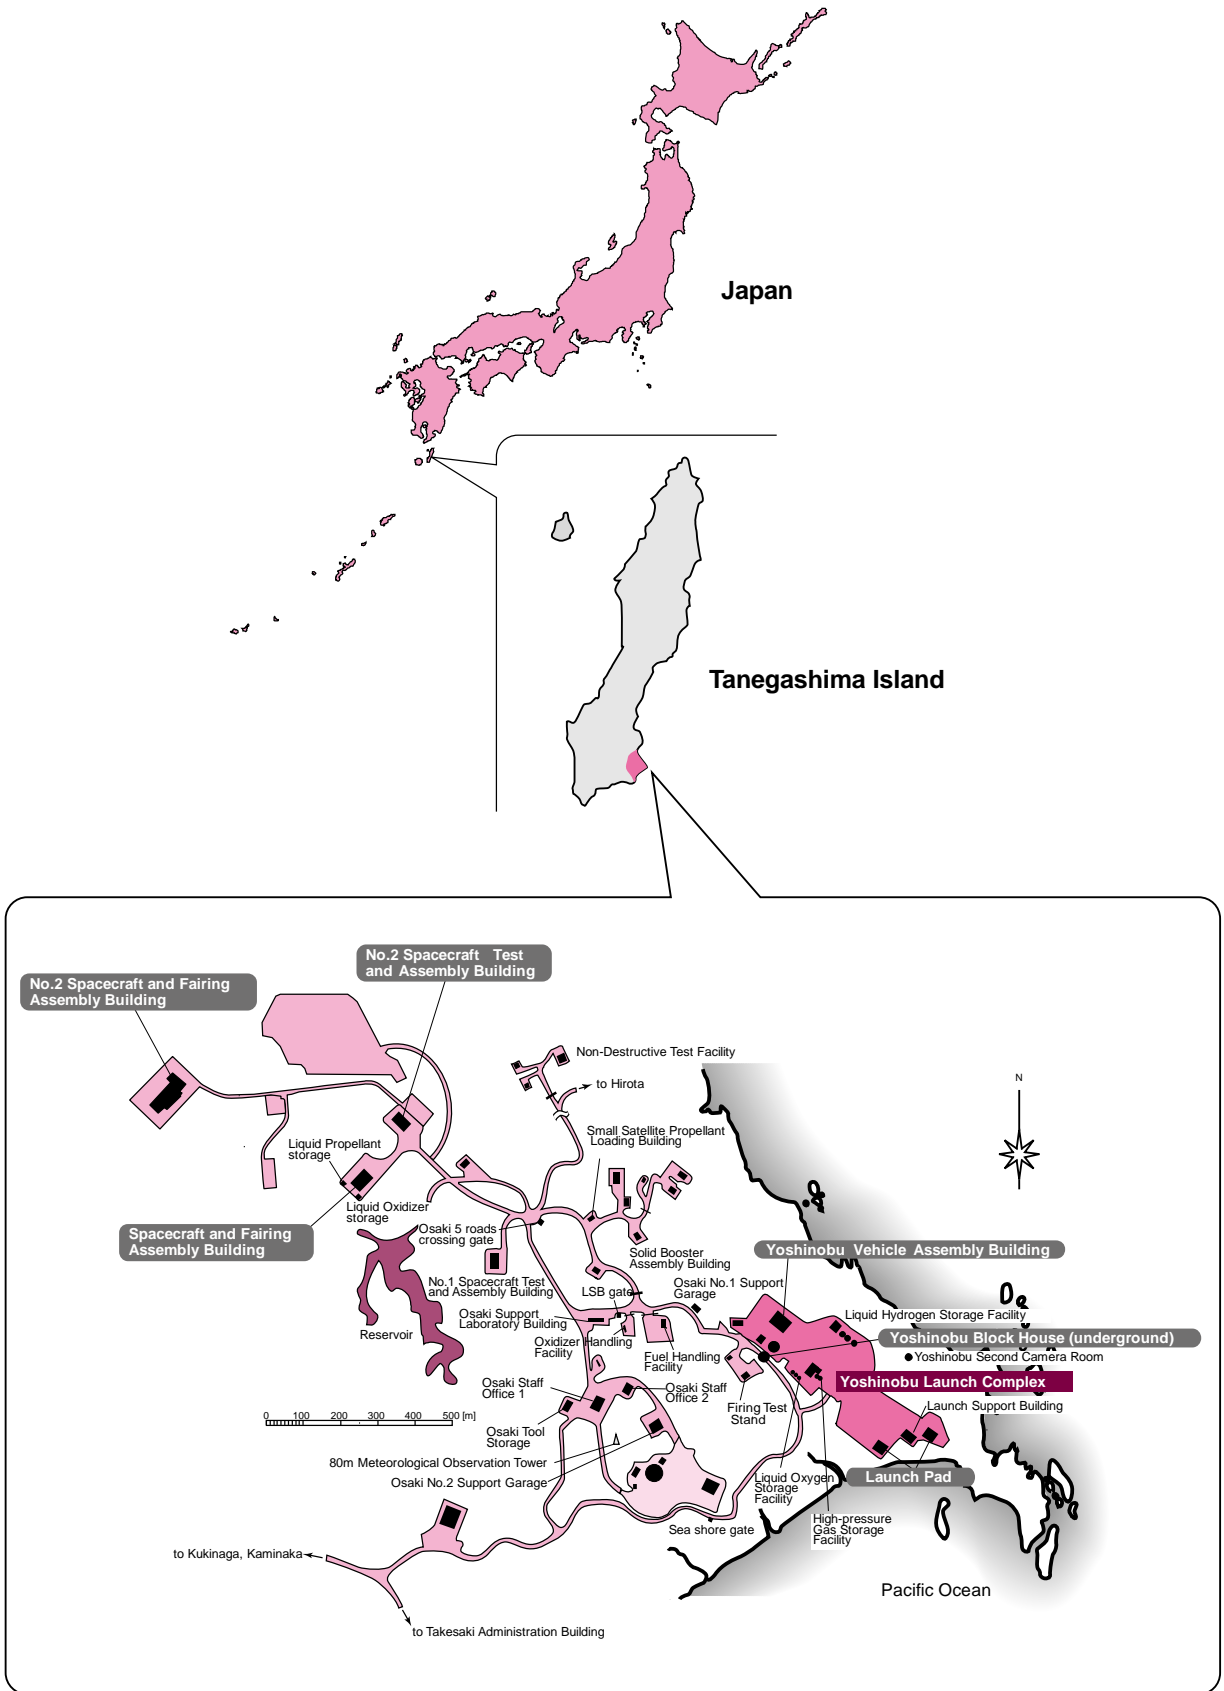 Japan
Tanegashima Island
No.2 Spacecraft Test
and Assembly Building
No.2 Spacecraft and Fairing
Assembly Building
Non-Destructive Test Facility
to Hirota
N
Small Satellite Propellant
Loading Building
Liquid Propellant
storage
Liquid Oxidizer
storage
Spacecraft and Fairing
Assembly Building
Osaki 5 roads
crossing gate
Solid Booster
Assembly Building
Yoshinobu Vehicle Assembly Building
No.1 Spacecraft Test
and Assembly Building
LSB gate
Osaki No.1 Support
Garage
Osaki Support
Laboratory Building
Liquid Hydrogen Storage Facility
Reservoir
Oxidizer Handling
Facility
Fuel Handling
Facility
Yoshinobu Block House (underground)
Yoshinobu Second Camera Room
Yoshinobu Launch Complex
Osaki Staff
Office 1
Osaki Staff
Office 2
Firing Test
Stand
Launch Support Building
0 100 200 300 400 500 [m]
Osaki Tool
Storage
80m Meteorological Observation Tower
Osaki No.2 Support Garage
Liquid Oxygen
Storage
Facility
Launch Pad
Sea shore gate
High-pressure
Gas Storage
Facility
to Kukinaga, Kaminaka
Pacific Ocean
to Takesaki Administration Building